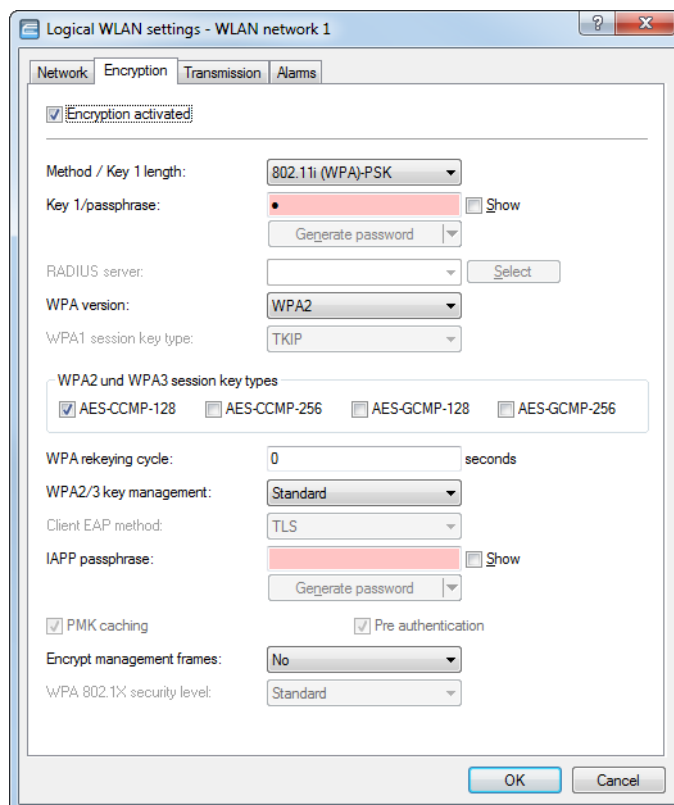 Logical WLAN settings - WLAN network 1
Network Encryption Transmission Alarms
Encryption activated
Method / Key 1 length: 802.11i (WPA)-PSK
Key 1/passphrase: ● Show
Generate password
RADIUS server: Select
WPA version: WPA2
WPA1 session key type: TKIP
WPA2 und WPA3 session key types
AES-CCMP-128 AES-CCMP-256 AES-GCMP-128 AES-GCMP-256
WPA rekeying cycle: 0 seconds
WPA2/3 key management: Standard
Client EAP method: TLS
IAPP passphrase: Show
Generate password
PMK caching Pre authentication
Encrypt management frames: No
WPA 802.1X security level: Standard
OK Cancel